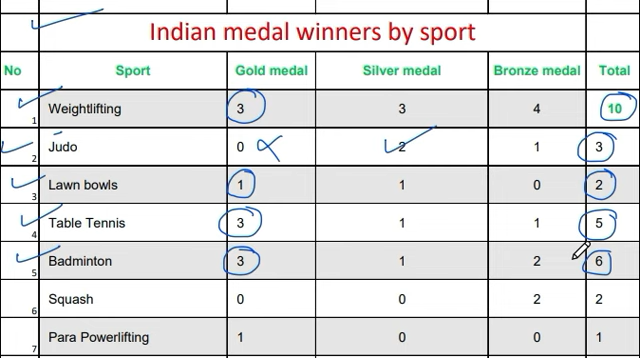 Indian medal winners by sport
No Sport Gold medal Silver medal Bronze medal Total
1 Weightlifting 3 3 4 10
2 Judo 0 2 1 3
3 Lawn bowls 1 1 0 2
4 Table Tennis 3 1 1 5
5 Badminton 3 1 2 6
6 Squash 0 0 2 2
7 Para Powerlifting 1 0 0 1